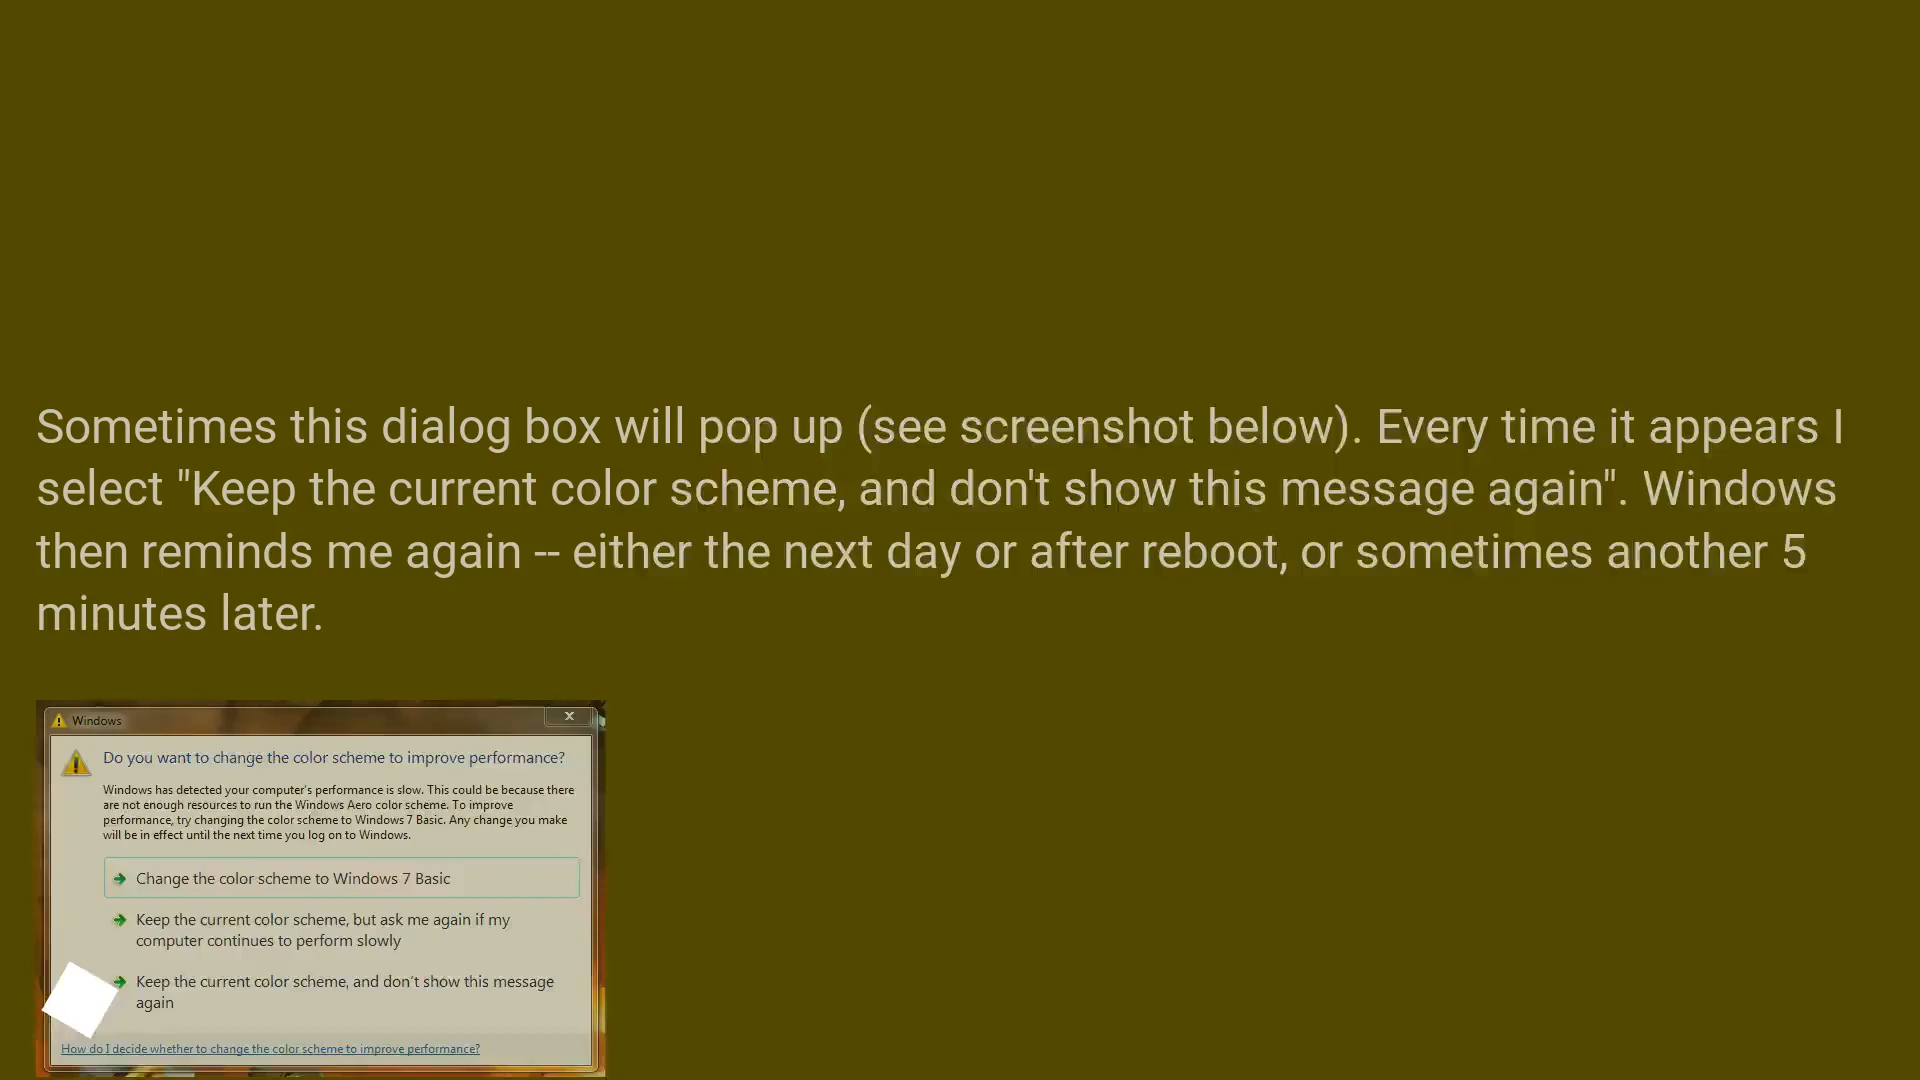 Sometimes this dialog box will pop up (see screenshot below). Every time it appears I
select "Keep the current color scheme, and don't show this message again". Windows
then reminds me again -- either the next day or after reboot, or sometimes another 5
minutes later.
Windows
Do you want to change the color scheme to improve performance?
Windows has detected your computer's performance is slow. This could be because there
are not enough resources to run the Windows Aero color scheme. To improve
performance, try changing the color scheme to Windows 7 Basic. Any change you make
will be in effect until the next time you log on to Windows.
Change the color scheme to Windows 7 Basic
Keep the current color scheme, but ask me again if my
computer continues to perform slowly
Keep the current color scheme, and don't show this message
again
How do I decide whether to change the color scheme to improve performance?